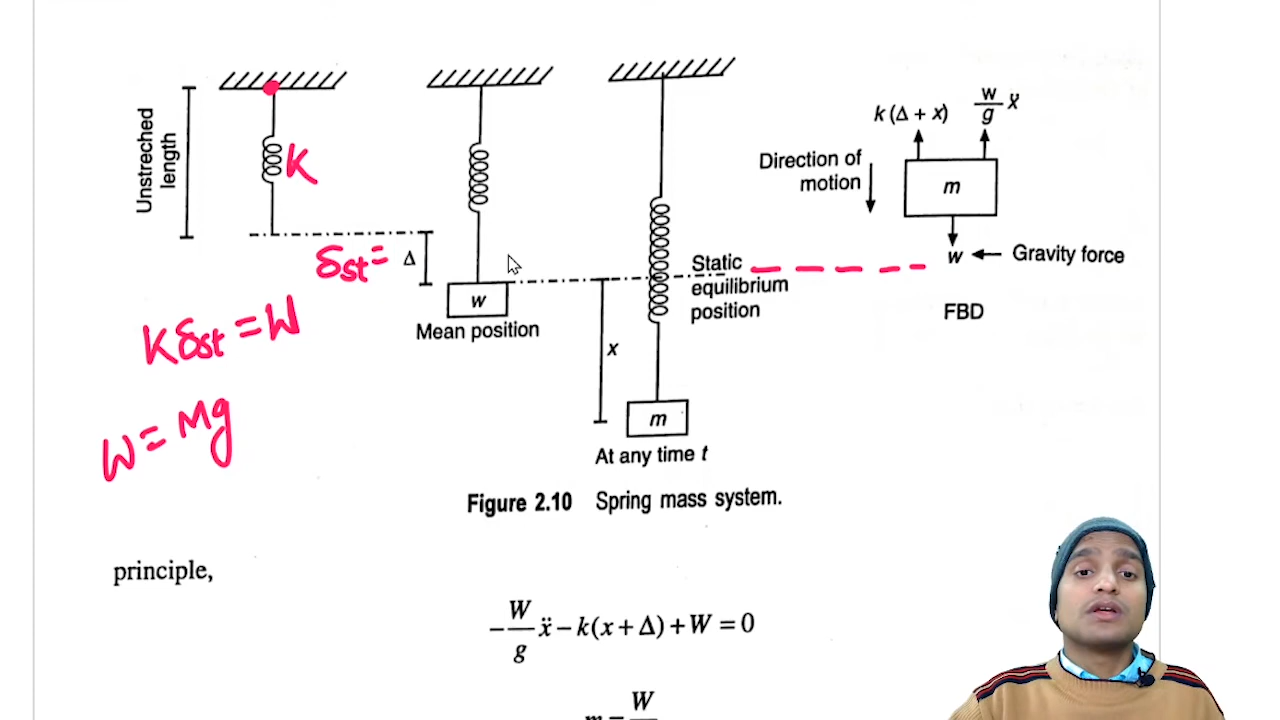 Unstreched
length
K
δst =
Δ
Kδst = W
W = Mg
W
Mean position
x
m
At any time t
Static
equilibrium
position
Direction of
motion
k (Δ + x)
W/g ẍ
m
W
Gravity force
FBD
Figure 2.10 Spring mass system.
principle,
− W/g ẍ − k(x + Δ) + W = 0
m = W